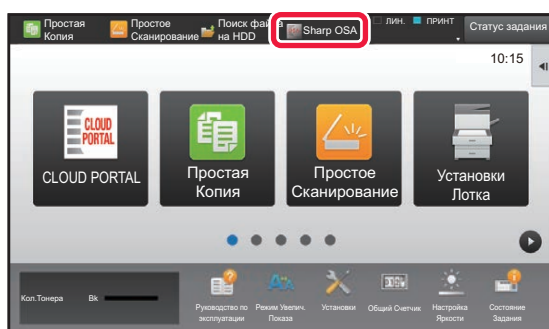 Простая
Копия
Простое
Сканирование
Поиск файла
на HDD
Sharp OSA
ЛИН.
ПРИНТ
Статус задания
10:15
CLOUD
PORTAL
CLOUD PORTAL
Простая
Копия
Простое
Сканирование
Установки
Лотка
Кол.Тонера
Bk
Руководство по
эксплуатации
Режим Увелич.
Показа
Установки
Общий Счетчик
Настройка
Яркости
Состояние
Задания